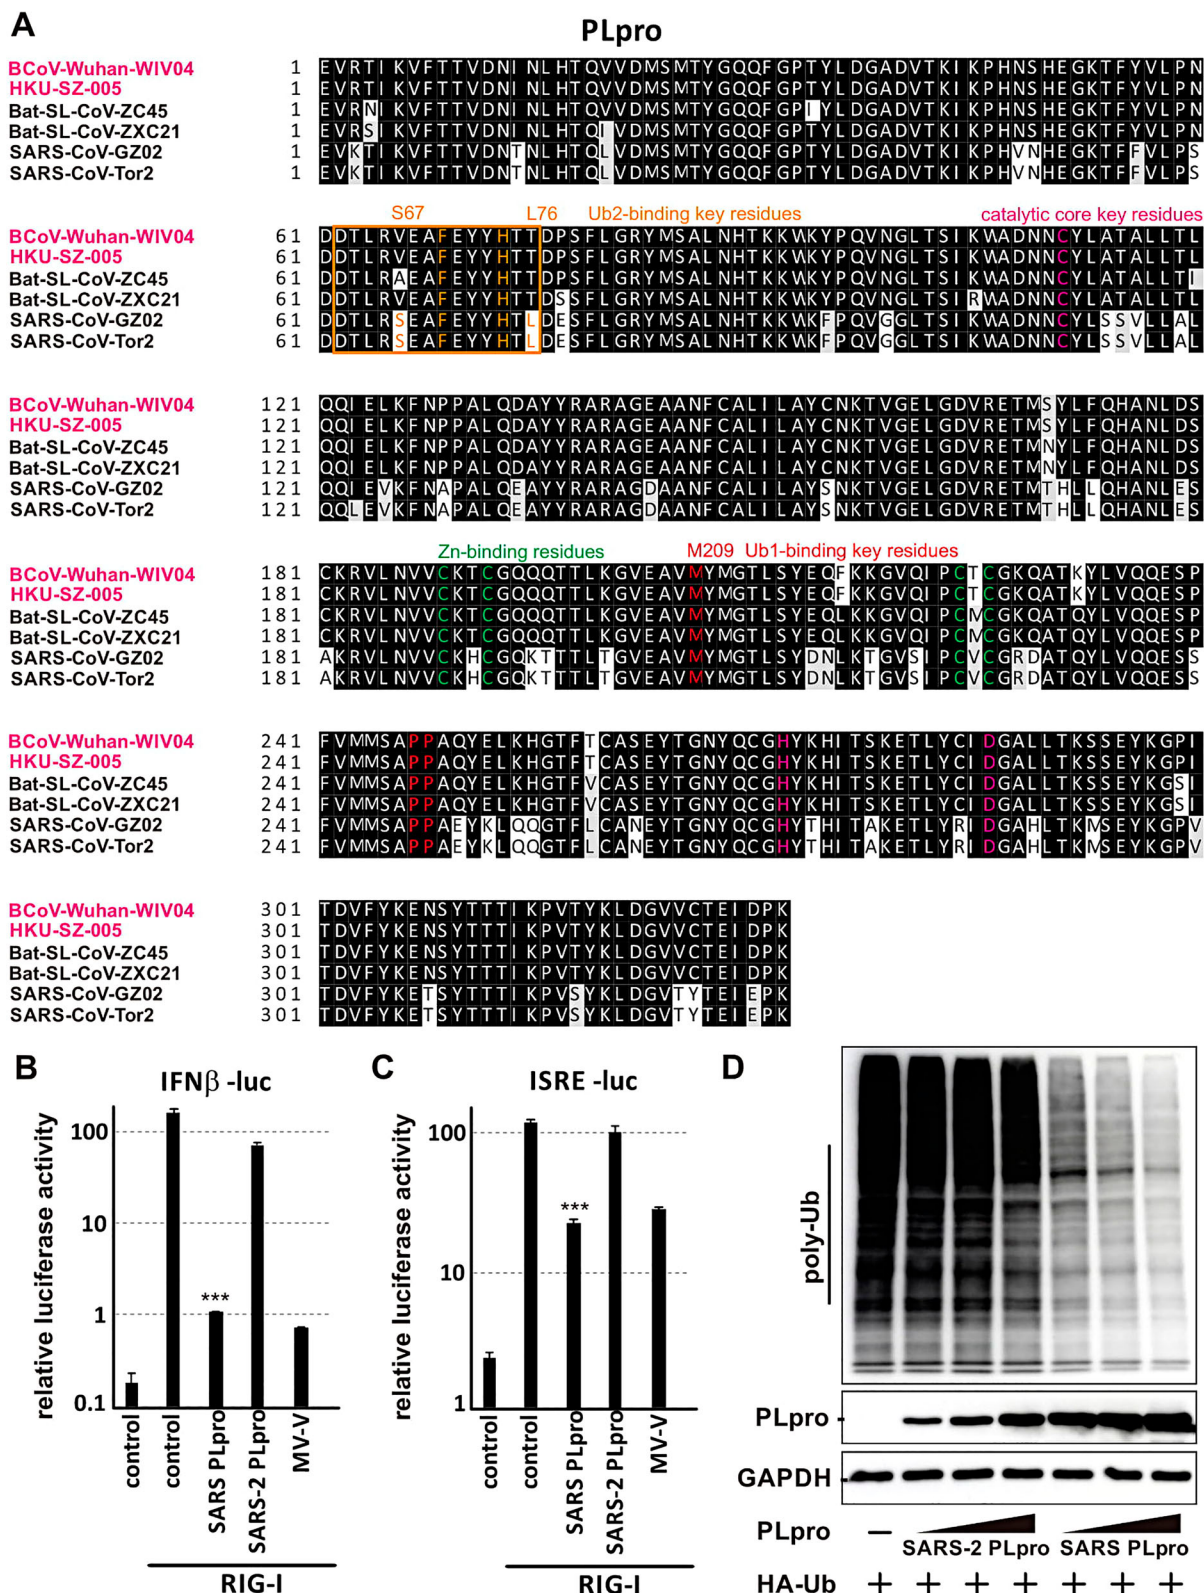 A
PLpro
BCoV-Wuhan-WIV04 1 EVRTIKVFTTVDNINLHTQVVDMSMTYGQQFGPTYLDGADVTKIKPHNSHEGKTFYVLPN
HKU-SZ-005 1 EVRTIKVFTTVDNINLHTQVVDMSMTYGQQFGPTYLDGADVTKIKPHNSHEGKTFYVLPN
Bat-SL-CoV-ZC45 1 EVRNIKVFTTVDNINLHTQVVDMSMTYGQQFGPIYLDGADVTKIKPHNSHEGKTFYVLPN
Bat-SL-CoV-ZXC21 1 EVRSIKVFTTVDNINLHTQIVDMSMTYGQQFGPTYLDGADVTKIKPHNSHEGKTFYVLPN
SARS-CoV-GZ02 1 EVKTIKVFTTVDNTNLHTQLVDMSMTYGQQFGPTYLDGADVTKIKPHVNHEGKTFFVLPS
SARS-CoV-Tor2 1 EVKTIKVFTTVDNTNLHTQLVDMSMTYGQQFGPTYLDGADVTKIKPHVNHEGKTFFVLPS
S67 L76 Ub2-binding key residues catalytic core key residues
BCoV-Wuhan-WIV04 61 DDTLRVEAFEYYHTTDPSFLGRYMSALNHTKKWKYPQVNGLTSIKWADNNCYLATALLTL
HKU-SZ-005 61 DDTLRVEAFEYYHTTDPSFLGRYMSALNHTKKWKYPQVNGLTSIKWADNNCYLATALLTL
Bat-SL-CoV-ZC45 61 DDTLRAEAFEYYHTTDPSFLGRYMSALNHTKKWKYPQVNGLTSIKWADNNCYLATALLTI
Bat-SL-CoV-ZXC21 61 DDTLRVEAFEYYHTTDSSFLGRYMSALNHTKKWKYPQVNGLTSIRWADNNCYLATALLTL
SARS-CoV-GZ02 61 DDTLRSEAFEYYHTLDESFLGRYMSALNHTKKWKFPQVGGLTSIKWADNNCYLSSVLLAL
SARS-CoV-Tor2 61 DDTLRSEAFEYYHTLDESFLGRYMSALNHTKKWKFPQVGGLTSIKWADNNCYLSSVLLAL
BCoV-Wuhan-WIV04 121 QQIELKFNPPALQDAYYRARAGEAANFCALILAYCNKTVGELGDVRETMSYLFQHANLDS
HKU-SZ-005 121 QQIELKFNPPALQDAYYRARAGEAANFCALILAYCNKTVGELGDVRETMSYLFQHANLDS
Bat-SL-CoV-ZC45 121 QQIELKFNPPALQDAYYRARAGEAANFCALILAYCNKTVGELGDVRETMNYLFQHANLDS
Bat-SL-CoV-ZXC21 121 QQIELKFNPPALQDAYYRARAGEAANFCALILAYCNKTVGELGDVRETMNYLFQHANLDS
SARS-CoV-GZ02 121 QQLEVKFNAPALQEAYYRARAGDAANFCALILAYSNKTVGELGDVRETMTHLLQHANLES
SARS-CoV-Tor2 121 QQLEVKFNAPALQEAYYRARAGDAANFCALILAYSNKTVGELGDVRETMTHLLQHANLES
Zn-binding residues M209 Ub1-binding key residues
BCoV-Wuhan-WIV04 181 CKRVLNVVCKTCGQQQTTLKGVEAVMYMGTLSYEQFKKGVQIPCTCGKQATKYLVQQESP
HKU-SZ-005 181 CKRVLNVVCKTCGQQQTTLKGVEAVMYMGTLSYEQFKKGVQIPCTCGKQATKYLVQQESP
Bat-SL-CoV-ZC45 181 CKRVLNVVCKTCGQQQTTLKGVEAVMYMGTLSYEQLKKGVQIPCMCGKQATQYLVQQESP
Bat-SL-CoV-ZXC21 181 CKRVLNVVCKTCGQQQTTLKGVEAVMYMGTLSYEQLKKGVQIPCMCGKQATQYLVQQESP
SARS-CoV-GZ02 181 AKRVLNVVCKHCGQKTTTLTGVEAVMYMGTLSYDNLKTGVSIPCVCGRDATQYLVQQESS
SARS-CoV-Tor2 181 AKRVLNVVCKHCGQKTTTLTGVEAVMYMGTLSYDNLKTGVSIPCVCGRDATQYLVQQESS
BCoV-Wuhan-WIV04 241 FVMMSAPPAQYELKHGTFTCASEYTGNYQCGHYKHITSKETLYCIDGALLTKSSEYKGPI
HKU-SZ-005 241 FVMMSAPPAQYELKHGTFTCASEYTGNYQCGHYKHITSKETLYCIDGALLTKSSEYKGPI
Bat-SL-CoV-ZC45 241 FVMMSAPPAQYELKHGTFVCASEYTGNYQCGHYKHITSKETLYCIDGALLTKSSEYKGSI
Bat-SL-CoV-ZXC21 241 FVMMSAPPAQYELKHGTFVCASEYTGNYQCGHYKHITSKETLYCIDGALLTKSSEYKGSI
SARS-CoV-GZ02 241 FVMMSAPPAEYKLQQGTFLCANEYTGNYQCGHYTHITAKETLYRIDGAHLTKMSEYKGPV
SARS-CoV-Tor2 241 FVMMSAPPAEYKLQQGTFLCANEYTGNYQCGHYTHITAKETLYRIDGAHLTKMSEYKGPV
BCoV-Wuhan-WIV04 301 TDVFYKENSYTTTIKPVTYKLDGVVCTEIDPK
HKU-SZ-005 301 TDVFYKENSYTTTIKPVTYKLDGVVCTEIDPK
Bat-SL-CoV-ZC45 301 TDVFYKENSYTTTIKPVTYKLDGVVCTEIDPK
Bat-SL-CoV-ZXC21 301 TDVFYKENSYTTTIKPVTYKLDGVVCTEIDPK
SARS-CoV-GZ02 301 TDVFYKETSYTTTIKPVSYKLDGVTYTEIEPK
SARS-CoV-Tor2 301 TDVFYKETSYTTTIKPVSYKLDGVTYTEIEPK
B
IFNβ -luc
relative luciferase activity
100
10
1
0.1
***
control
control
SARS PLpro
SARS-2 PLpro
MV-V
RIG-I
C
ISRE -luc
relative luciferase activity
100
10
1
***
control
control
SARS PLpro
SARS-2 PLpro
MV-V
RIG-I
D
poly-Ub
PLpro
GAPDH
PLpro –
SARS-2 PLpro SARS PLpro
HA-Ub + + + + + + +